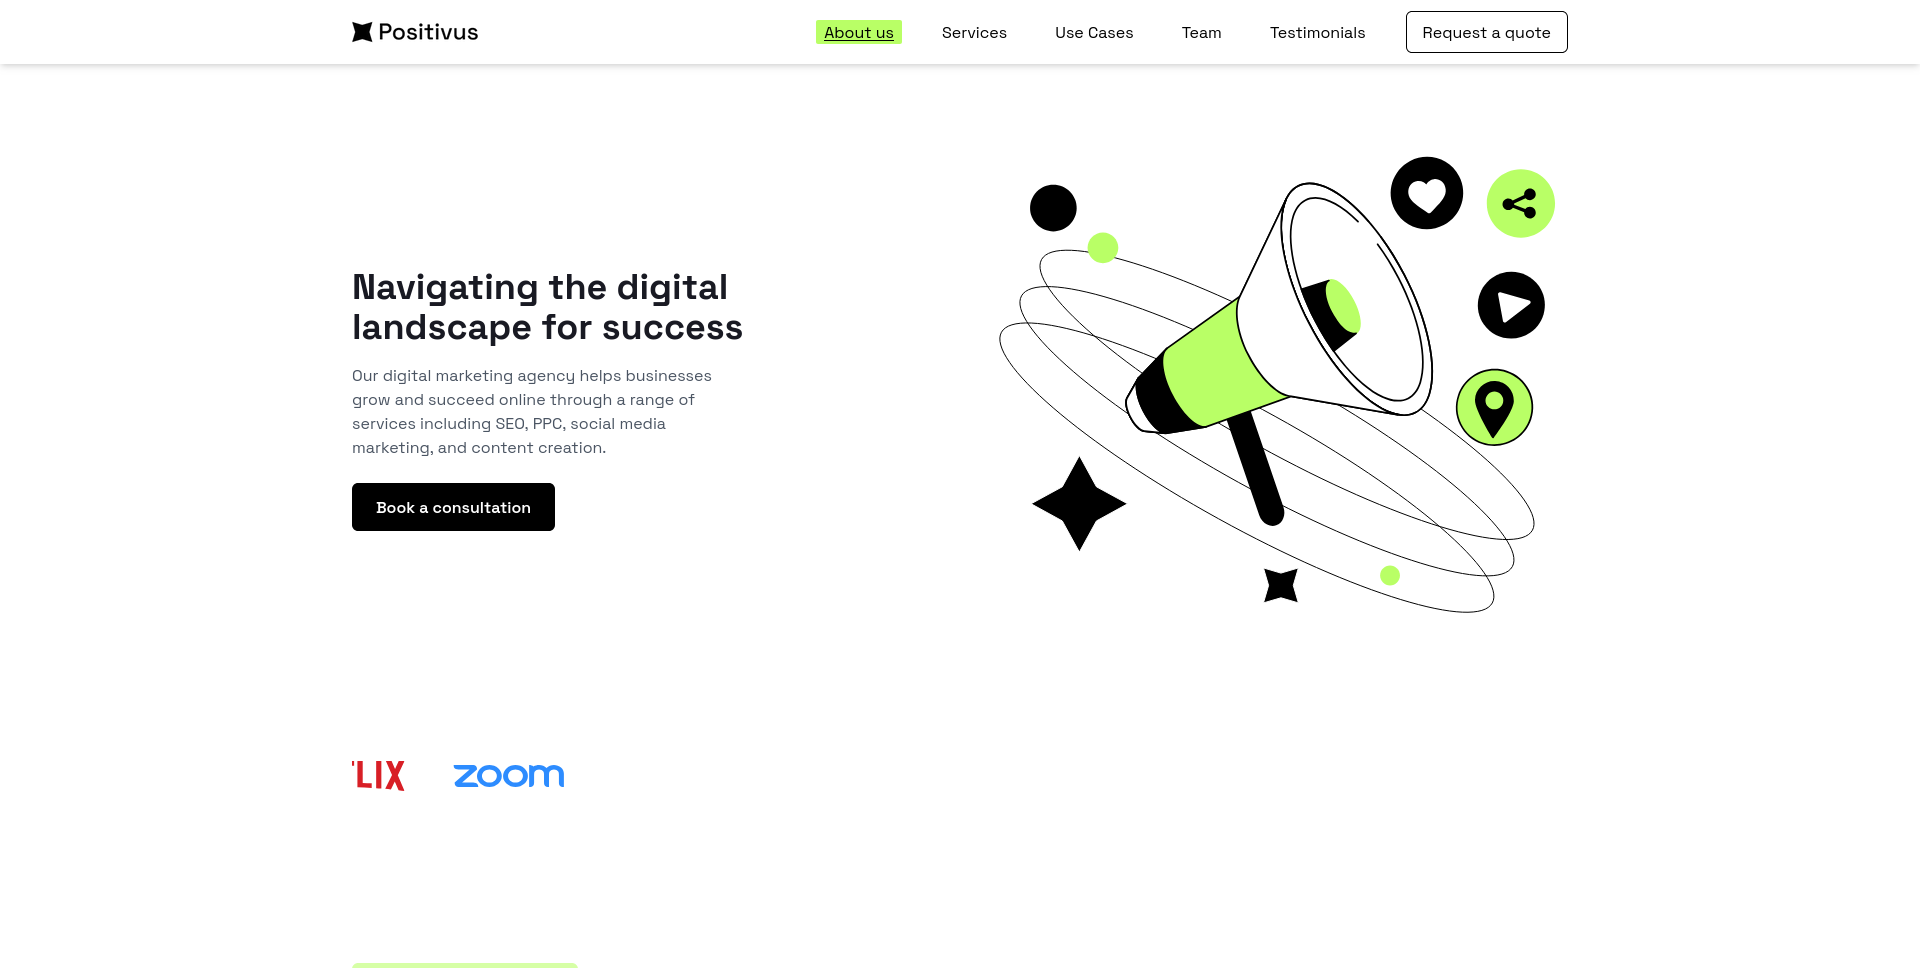 Positivus
About us
Services
Use Cases
Team
Testimonials
Request a quote
Navigating the digital
landscape for success
Our digital marketing agency helps businesses
grow and succeed online through a range of
services including SEO, PPC, social media
marketing, and content creation.
Book a consultation
LIX
zoom